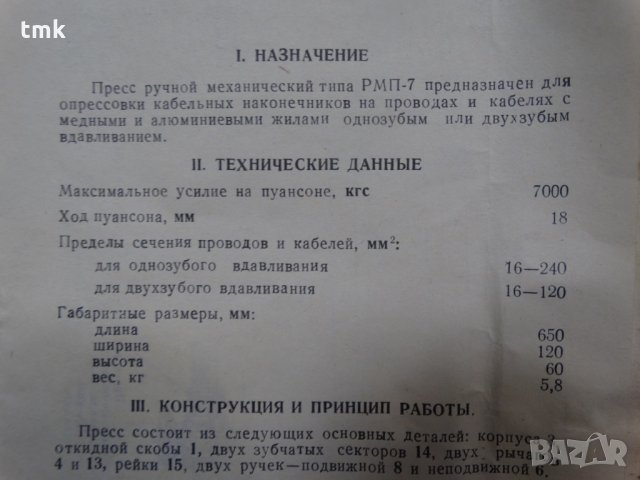 tmk
I. НАЗНАЧЕНИЕ
Пресс ручной механический типа РМП-7 предназначен для
опрессовки кабельных наконечников на проводах и кабелях с
медными и алюминиевыми жилами однозубым или двухзубым
вдавливанием.
II. ТЕХНИЧЕСКИЕ ДАННЫЕ
Максимальное усилие на пуансоне, кгс 7000
Ход пуансона, мм 18
Пределы сечения проводов и кабелей, мм²:
для однозубого вдавливания 16—240
для двухзубого вдавливания 16—120
Габаритные размеры, мм:
длина 650
ширина 120
высота 60
вес, кг 5,8
III. КОНСТРУКЦИЯ И ПРИНЦИП РАБОТЫ.
Пресс состоит из следующих основных деталей: корпуса 2,
откидной скобы 1, двух зубчатых секторов 14, двух
4 и 13, рейки 15, двух ручек—подвижной 8 и неподвижной 6.
BAZAR